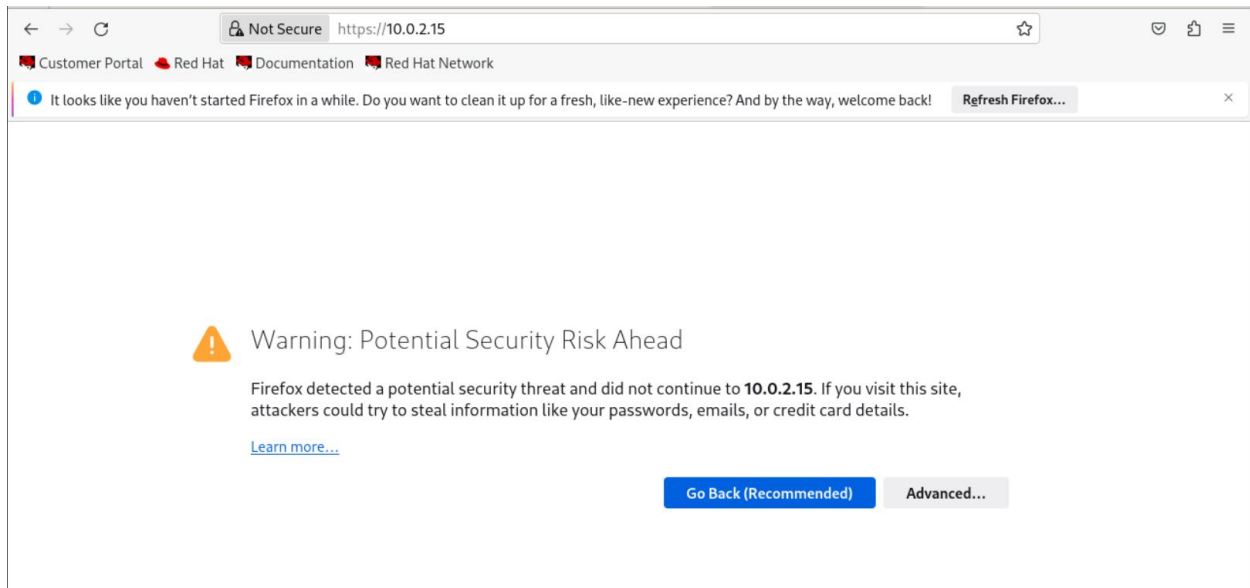 Not Secure https://10.0.2.15
Customer Portal Red Hat Documentation Red Hat Network
It looks like you haven't started Firefox in a while. Do you want to clean it up for a fresh, like-new experience? And by the way, welcome back! Refresh Firefox...
Warning: Potential Security Risk Ahead
Firefox detected a potential security threat and did not continue to 10.0.2.15. If you visit this site,
attackers could try to steal information like your passwords, emails, or credit card details.
Learn more...
Go Back (Recommended) Advanced...